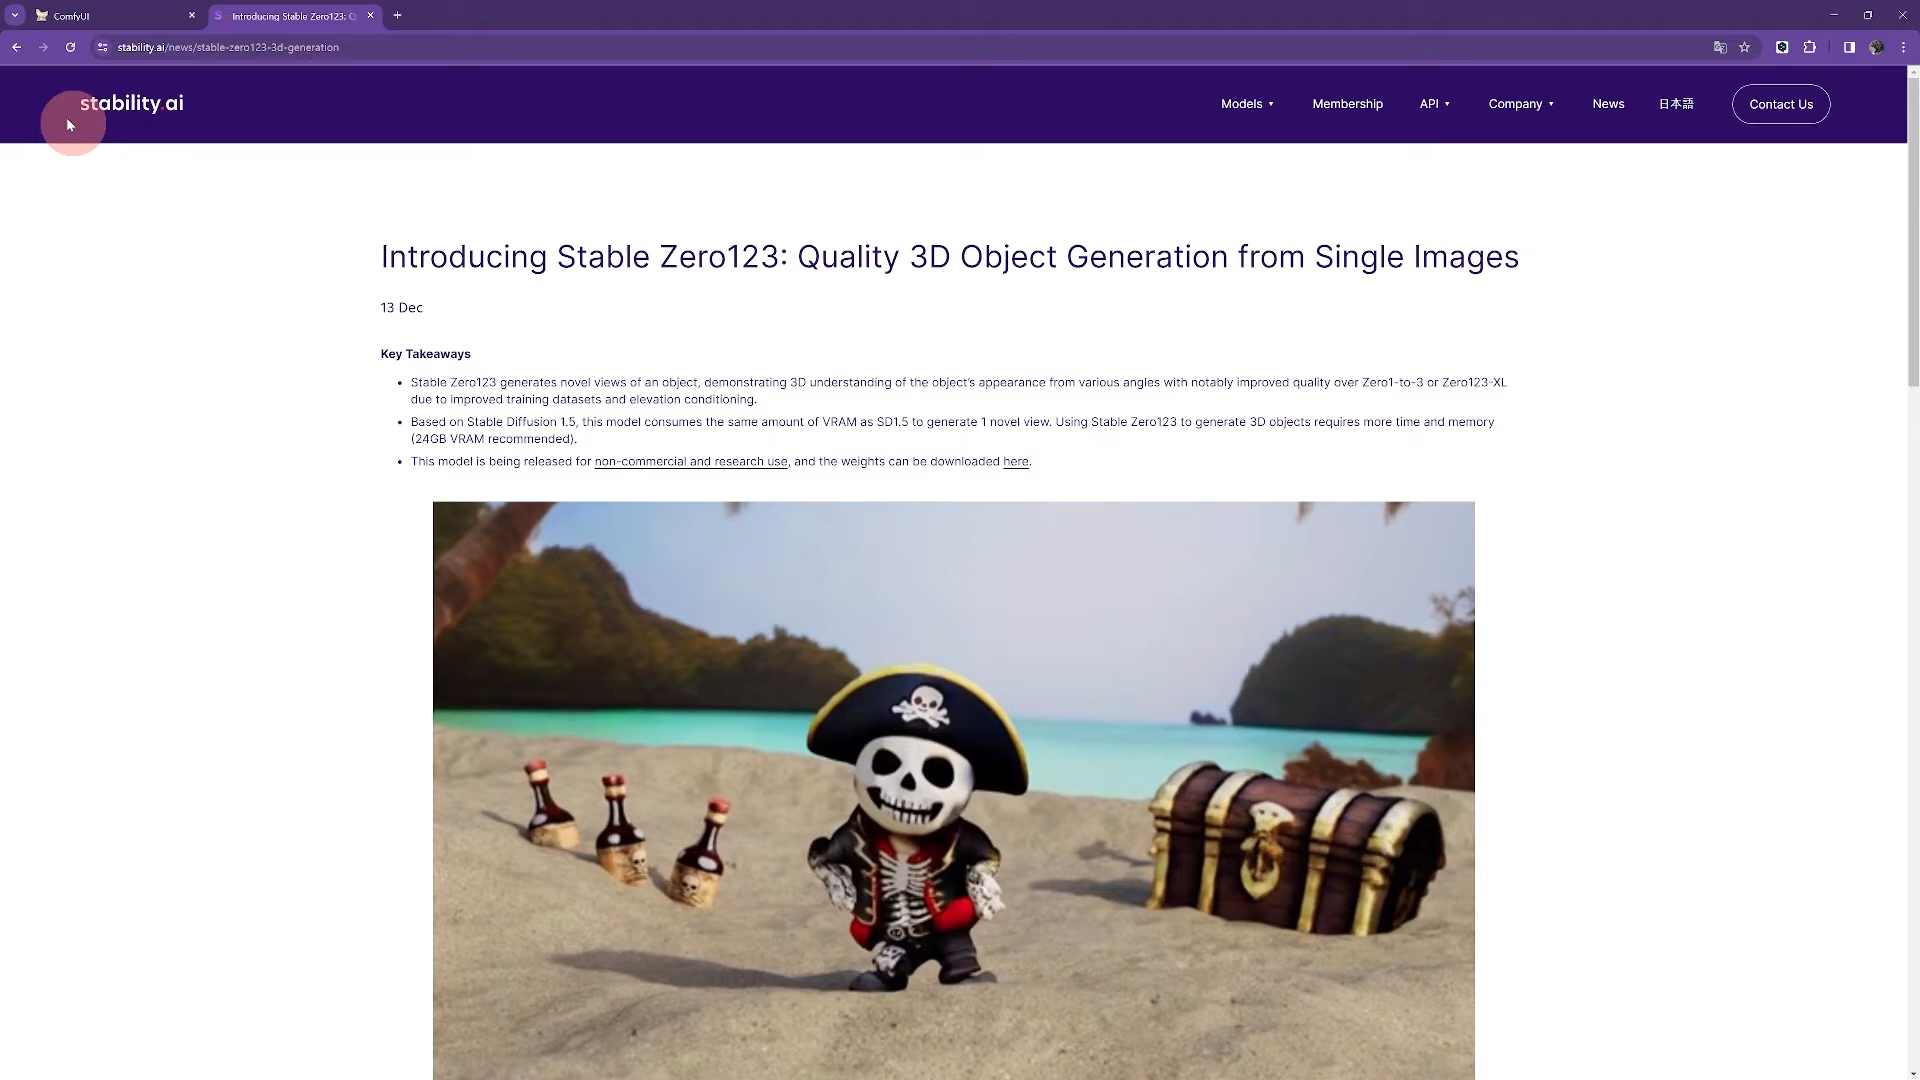 ComfyUI
Introducing Stable Zero123: Q
stability.ai/news/stable-zero123-3d-generation
stability.ai
Models
Membership
API
Company
News
日本語
Contact Us
Introducing Stable Zero123: Quality 3D Object Generation from Single Images
13 Dec
Key Takeaways
Stable Zero123 generates novel views of an object, demonstrating 3D understanding of the object's appearance from various angles with notably improved quality over Zero1-to-3 or Zero123-XL
due to improved training datasets and elevation conditioning.
Based on Stable Diffusion 1.5, this model consumes the same amount of VRAM as SD1.5 to generate 1 novel view. Using Stable Zero123 to generate 3D objects requires more time and memory
(24GB VRAM recommended).
This model is being released for non-commercial and research use, and the weights can be downloaded here.